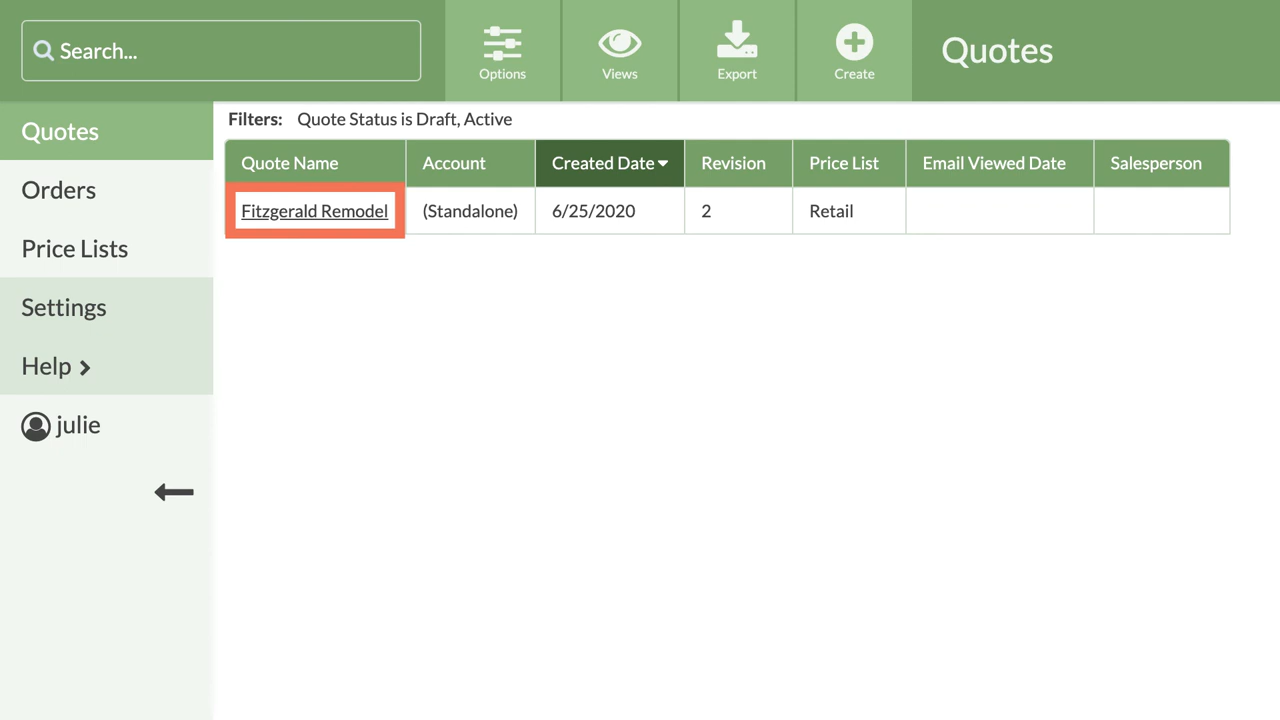 Search...
Options
Views
Export
Create
Quotes
Quotes
Orders
Price Lists
Settings
Help
julie
Filters: Quote Status is Draft, Active
Quote Name Account Created Date Revision Price List Email Viewed Date Salesperson
Fitzgerald Remodel (Standalone) 6/25/2020 2 Retail